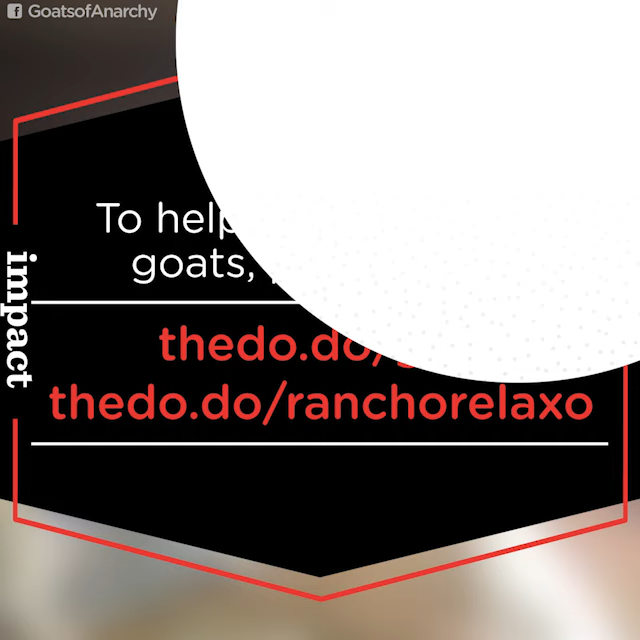 GoatsofAnarchy
To help
goats,
impact
thedo.do/
thedo.do/ranchorelaxo